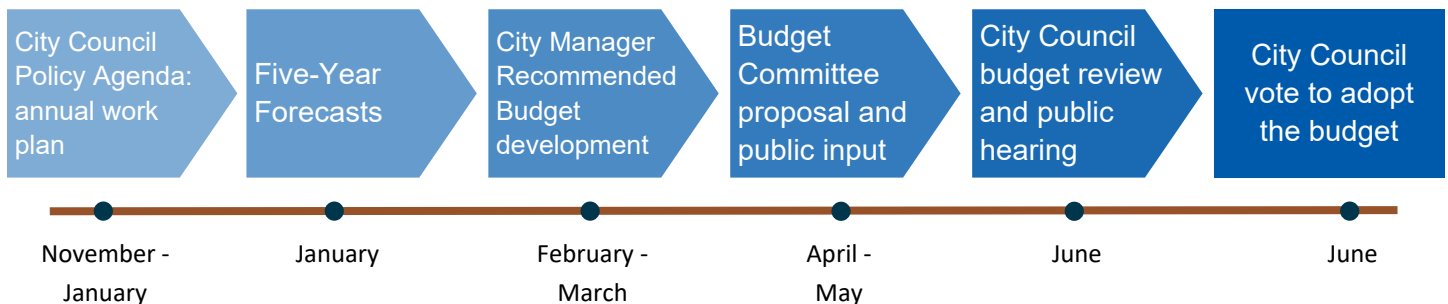 City Council
Policy Agenda:
annual work
plan
Five-Year
Forecasts
City Manager
Recommended
Budget
development
Budget
Committee
proposal and
public input
City Council
budget review
and public
hearing
City Council
vote to adopt
the budget
November -
January
January
February -
March
April -
May
June
June